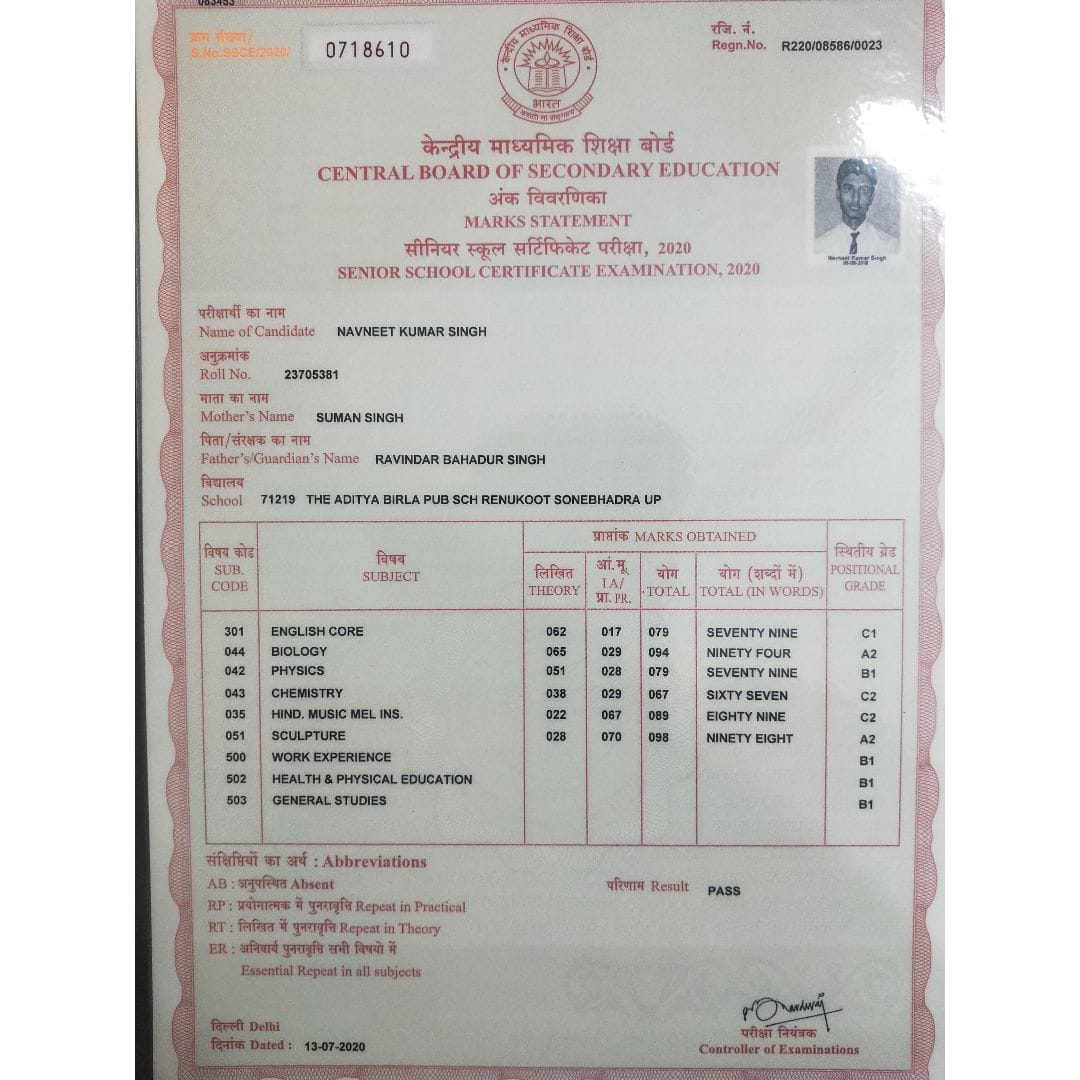 083453
क्रम संख्या/
S.No.SSCE/2020/ 0718610
रजि. नं.
Regn.No. R220/08586/0023
केन्द्रीय माध्यमिक शिक्षा बोर्ड
भारत
असतो मा सद्गमय
केन्द्रीय माध्यमिक शिक्षा बोर्ड
CENTRAL BOARD OF SECONDARY EDUCATION
अंक विवरणिका
MARKS STATEMENT
सीनियर स्कूल सर्टिफिकेट परीक्षा, 2020
SENIOR SCHOOL CERTIFICATE EXAMINATION, 2020
Navneet Kumar Singh
परीक्षार्थी का नाम
Name of Candidate NAVNEET KUMAR SINGH
अनुक्रमांक
Roll No. 23705381
माता का नाम
Mother's Name SUMAN SINGH
पिता/संरक्षक का नाम
Father's/Guardian's Name RAVINDAR BAHADUR SINGH
विद्यालय
School 71219 THE ADITYA BIRLA PUB SCH RENUKOOT SONEBHADRA UP
विषय कोड SUB. CODE
विषय SUBJECT
प्राप्तांक MARKS OBTAINED
लिखित THEORY
आं.मू. I A/ प्रा. PR.
योग TOTAL
योग (शब्दों में) TOTAL (IN WORDS)
स्थितीय ग्रेड POSITIONAL GRADE
301 ENGLISH CORE 062 017 079 SEVENTY NINE C1
044 BIOLOGY 065 029 094 NINETY FOUR A2
042 PHYSICS 051 028 079 SEVENTY NINE B1
043 CHEMISTRY 038 029 067 SIXTY SEVEN C2
035 HIND. MUSIC MEL INS. 022 067 089 EIGHTY NINE C2
051 SCULPTURE 028 070 098 NINETY EIGHT A2
500 WORK EXPERIENCE B1
502 HEALTH & PHYSICAL EDUCATION B1
503 GENERAL STUDIES B1
संक्षिप्तियों का अर्थ : Abbreviations
AB : अनुपस्थित Absent
परिणाम Result PASS
RP : प्रयोगात्मक में पुनरावृत्ति Repeat in Practical
RT : लिखित में पुनरावृत्ति Repeat in Theory
ER : अनिवार्य पुनरावृत्ति सभी विषयो में
Essential Repeat in all subjects
दिल्ली Delhi
दिनांक Dated : 13-07-2020
परीक्षा नियंत्रक
Controller of Examinations